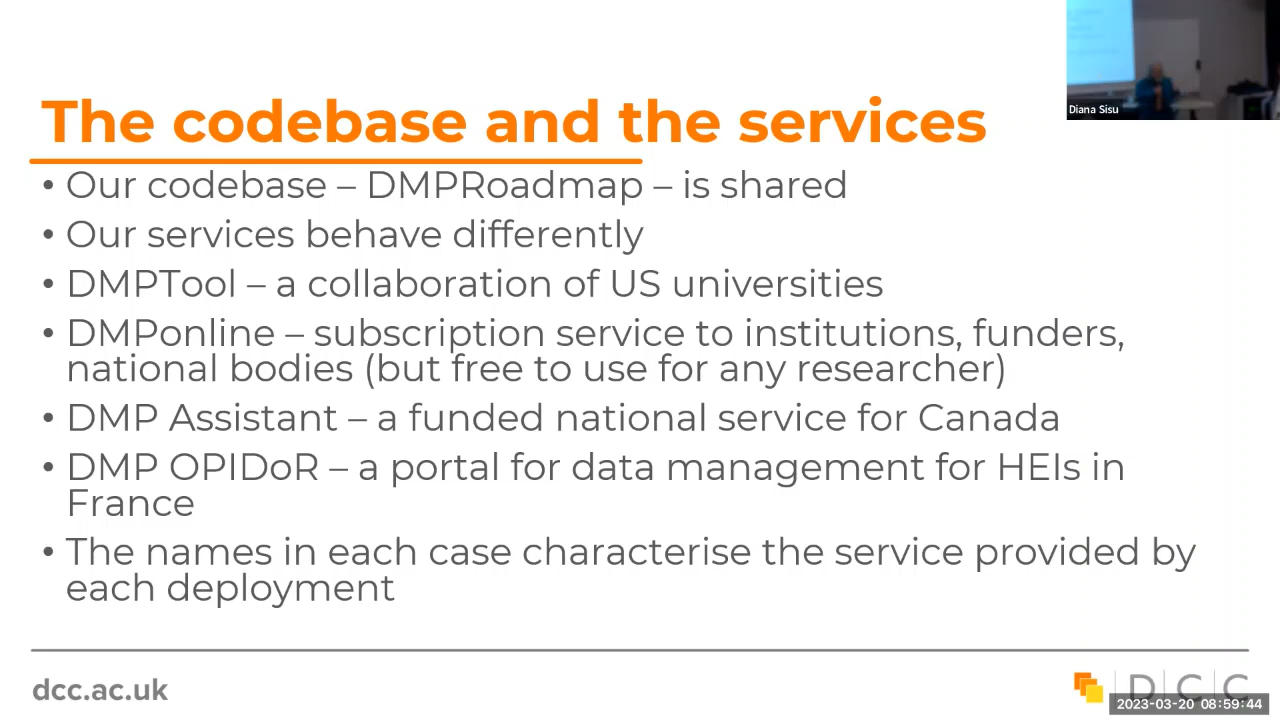 The codebase and the services
• Our codebase – DMPRoadmap – is shared
• Our services behave differently
• DMPTool – a collaboration of US universities
• DMPonline – subscription service to institutions, funders,
national bodies (but free to use for any researcher)
• DMP Assistant – a funded national service for Canada
• DMP OPIDoR – a portal for data management for HEIs in
France
• The names in each case characterise the service provided by
each deployment
Diana Sisu
dcc.ac.uk
D|C|C
2023-03-20 08:59:44